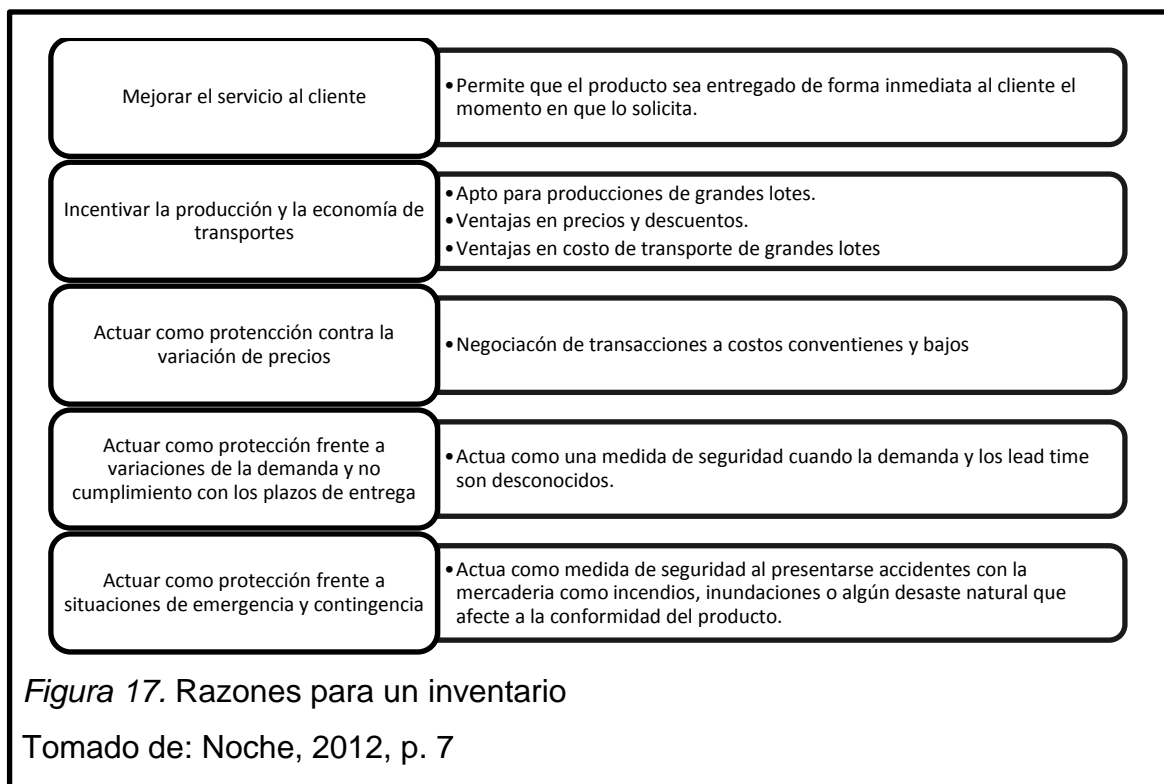 Mejorar el servicio al cliente
•Permite que el producto sea entregado de forma inmediata al cliente el
momento en que lo solicita.
Incentivar la producción y la economía de
transportes
•Apto para producciones de grandes lotes.
•Ventajas en precios y descuentos.
•Ventajas en costo de transporte de grandes lotes
Actuar como protencción contra la
variación de precios
•Negociacón de transacciones a costos conventienes y bajos
Actuar como protección frente a
variaciones de la demanda y no
cumplimiento con los plazos de entrega
•Actua como una medida de seguridad cuando la demanda y los lead time
son desconocidos.
Actuar como protección frente a
situaciones de emergencia y contingencia
•Actua como medida de seguridad al presentarse accidentes con la
mercaderia como incendios, inundaciones o algún desaste natural que
afecte a la conformidad del producto.
Figura 17. Razones para un inventario
Tomado de: Noche, 2012, p. 7